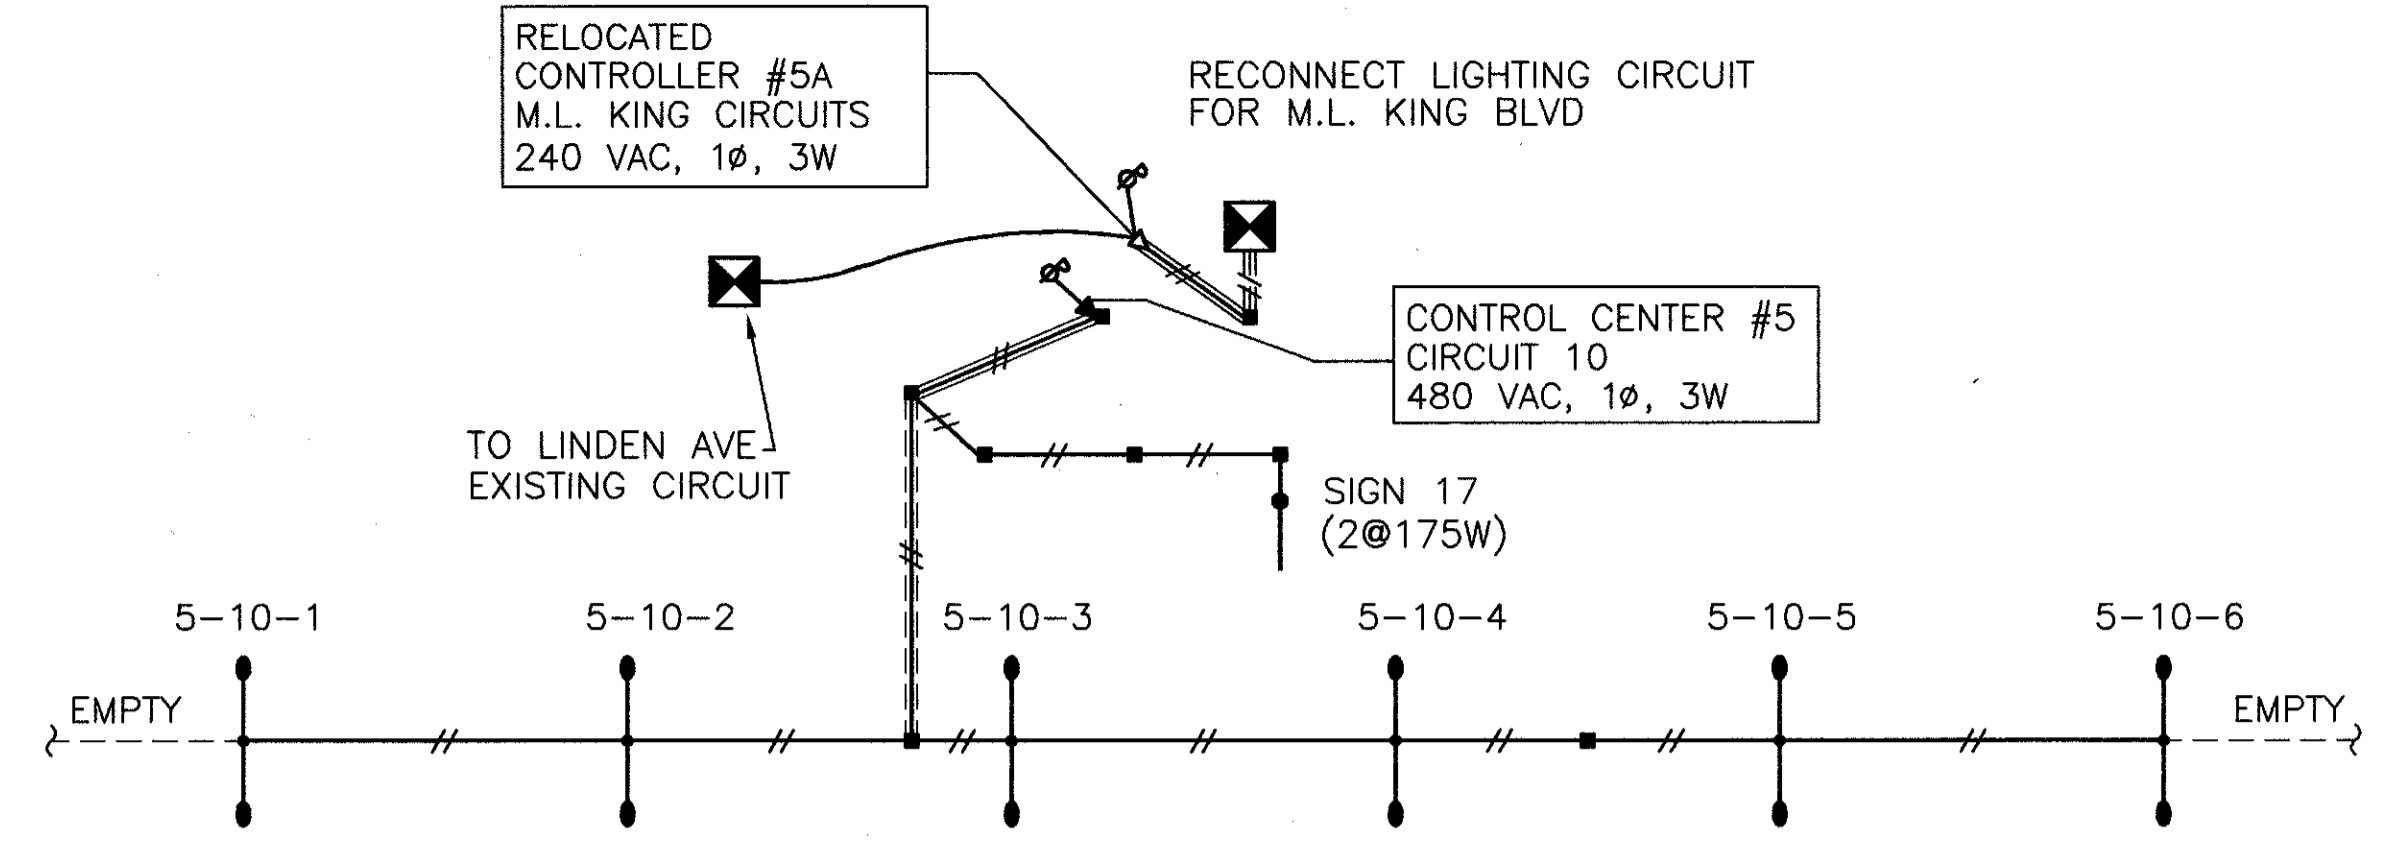 RELOCATED
CONTROLLER #5A
M.L. KING CIRCUITS
240 VAC, 1ø, 3W
RECONNECT LIGHTING CIRCUIT
FOR M.L. KING BLVD
CONTROL CENTER #5
CIRCUIT 10
480 VAC, 1ø, 3W
TO LINDEN AVE
EXISTING CIRCUIT
SIGN 17
(2@175W)
5-10-1
5-10-2
5-10-3
5-10-4
5-10-5
5-10-6
EMPTY
EMPTY